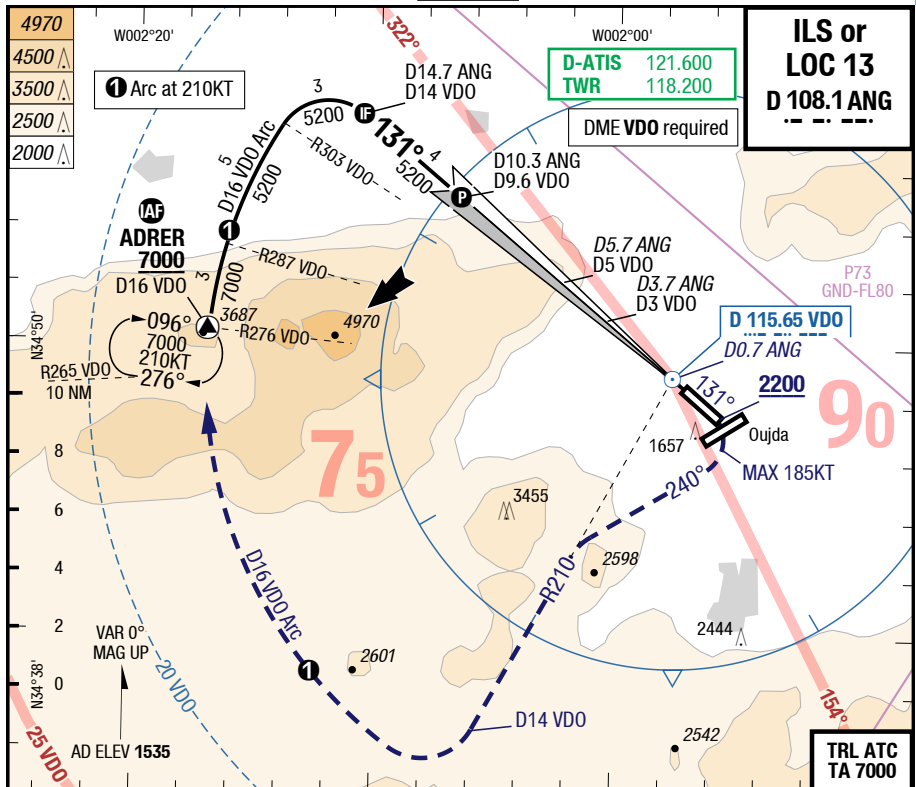 4970
4500
3500
2500
2000
W002°20'
W002°00'
322°
ILS or
LOC 13
D 108.1 ANG
D-ATIS 121.600
TWR 118.200
DME VDO required
1 Arc at 210KT
3
5200
IF
D14.7 ANG
D14 VDO
131°
4
5200
P
D10.3 ANG
D9.6 VDO
R303 VDO
5
D16 VDO Arc
5200
IAF
ADRER
7000
D16 VDO
1
3
7000
R287 VDO
D5.7 ANG
D5 VDO
D3.7 ANG
D3 VDO
P73
GND-FL80
3687
R276 VDO
4970
096°
7000
210KT
276°
R265 VDO
10 NM
N34°50'
D 115.65 VDO
D0.7 ANG
131°
2200
90
75
1657
Oujda
MAX 185KT
240°
8
6
4
2
0
N34°38'
3455
2598
R210
2444
D16 VDO Arc
1
2601
VAR 0°
MAG UP
20 VDO
D14 VDO
154°
25 VDO
AD ELEV 1535
2542
TRL ATC
TA 7000